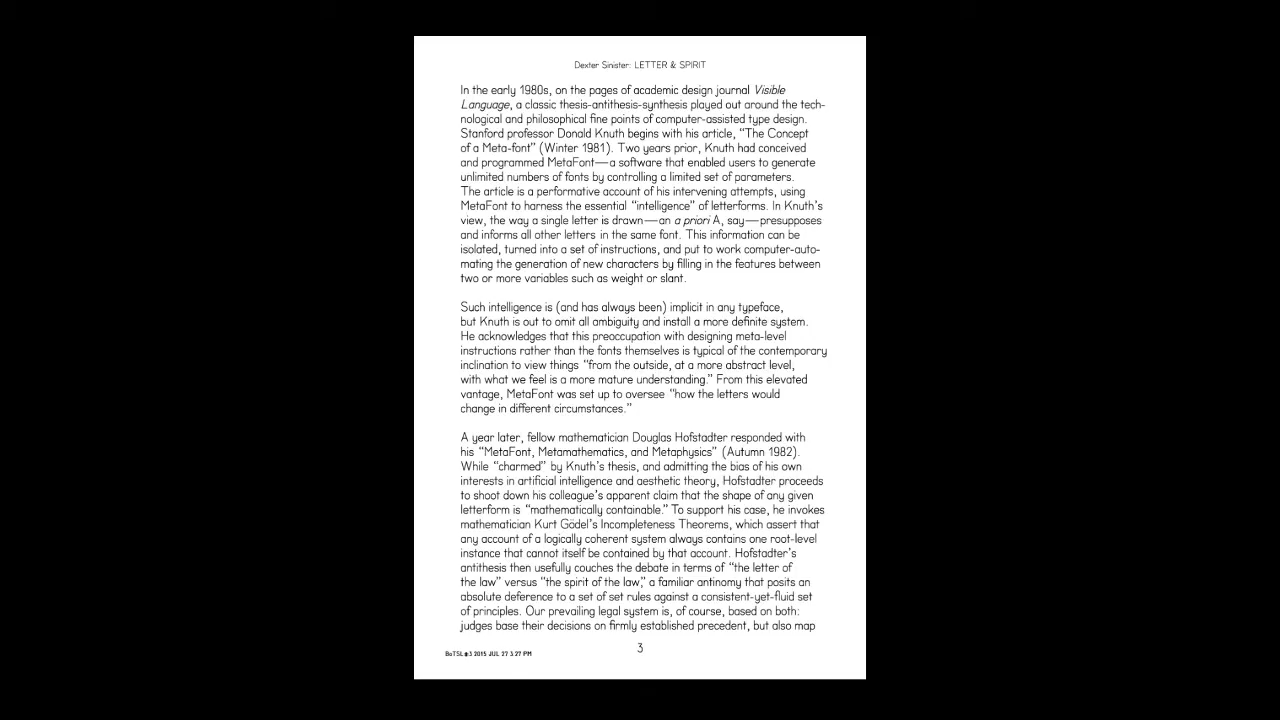 Dexter Sinister: LETTER & SPIRIT
In the early 1980s, on the pages of academic design journal Visible
Language, a classic thesis-antithesis-synthesis played out around the tech-
nological and philosophical fine points of computer-assisted type design.
Stanford professor Donald Knuth begins with his article, “The Concept
of a Meta-font” (Winter 1981). Two years prior, Knuth had conceived
and programmed MetaFont—a software that enabled users to generate
unlimited numbers of fonts by controlling a limited set of parameters.
The article is a performative account of his intervening attempts, using
MetaFont to harness the essential “intelligence” of letterforms. In Knuth’s
view, the way a single letter is drawn—an a priori A, say—presupposes
and informs all other letters in the same font. This information can be
isolated, turned into a set of instructions, and put to work computer-auto-
mating the generation of new characters by filling in the features between
two or more variables such as weight or slant.
Such intelligence is (and has always been) implicit in any typeface,
but Knuth is out to omit all ambiguity and install a more definite system.
He acknowledges that this preoccupation with designing meta-level
instructions rather than the fonts themselves is typical of the contemporary
inclination to view things “from the outside, at a more abstract level,
with what we feel is a more mature understanding.” From this elevated
vantage, MetaFont was set up to oversee “how the letters would
change in different circumstances.”
A year later, fellow mathematician Douglas Hofstadter responded with
his “MetaFont, Metamathematics, and Metaphysics” (Autumn 1982).
While “charmed” by Knuth’s thesis, and admitting the bias of his own
interests in artificial intelligence and aesthetic theory, Hofstadter proceeds
to shoot down his colleague’s apparent claim that the shape of any given
letterform is “mathematically containable.” To support his case, he invokes
mathematician Kurt Gödel’s Incompleteness Theorems, which assert that
any account of a logically coherent system always contains one root-level
instance that cannot itself be contained by that account. Hofstadter’s
antithesis then usefully couches the debate in terms of “the letter of
the law” versus “the spirit of the law,” a familiar antinomy that posits an
absolute deference to a set of set rules against a consistent-yet-fluid set
of principles. Our prevailing legal system is, of course, based on both:
judges base their decisions on firmly established precedent, but also map
3
BoTSL#3 2015 JUL 27 3:27 PM